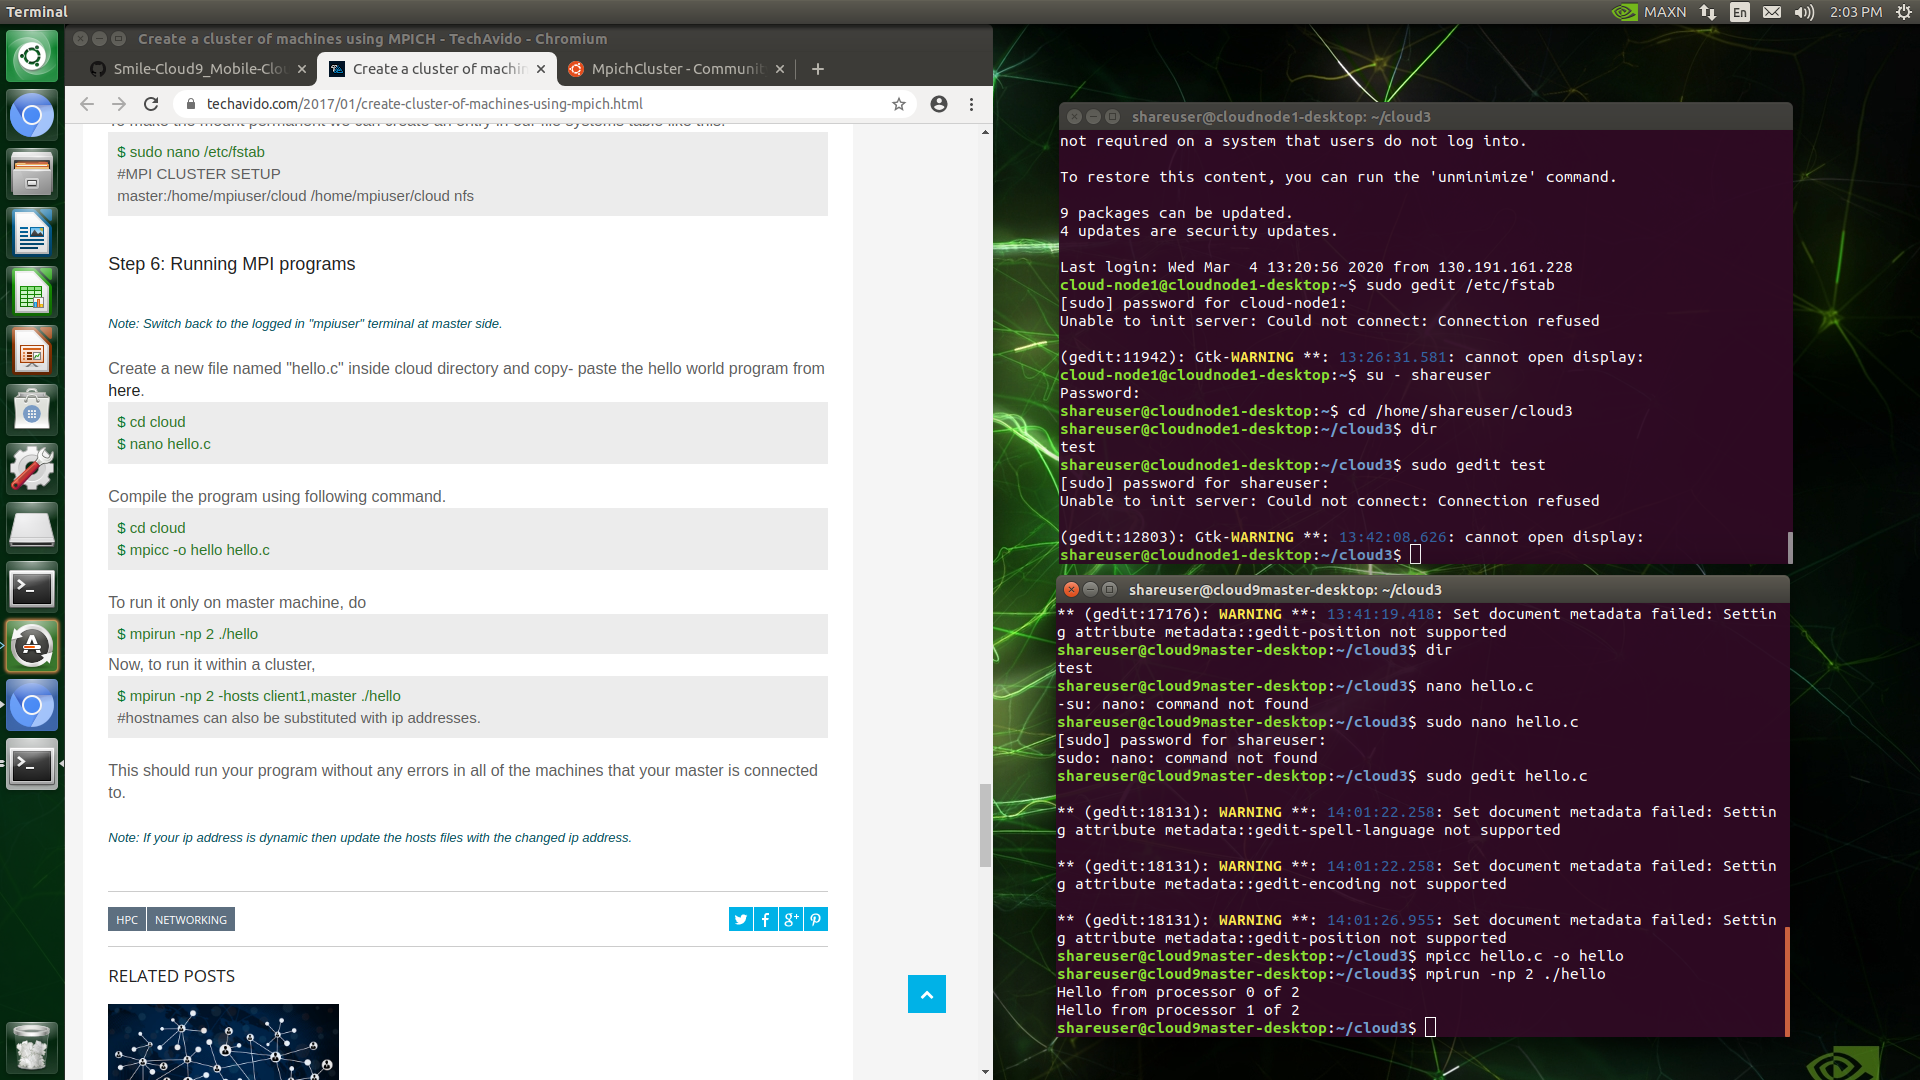 Terminal
MAXN
En
2:03 PM
Create a cluster of machines using MPICH - TechAvido - Chromium
Smile-Cloud9_Mobile-Clou
Create a cluster of machin
MpichCluster - Communit
techavido.com/2017/01/create-cluster-of-machines-using-mpich.html
To make the mount permanent we can create an entry in our file systems table like this:
$ sudo nano /etc/fstab
#MPI CLUSTER SETUP
master:/home/mpiuser/cloud /home/mpiuser/cloud nfs
Step 6: Running MPI programs
Note: Switch back to the logged in "mpiuser" terminal at master side.
Create a new file named "hello.c" inside cloud directory and copy- paste the hello world program from
here.
$ cd cloud
$ nano hello.c
Compile the program using following command.
$ cd cloud
$ mpicc -o hello hello.c
To run it only on master machine, do
$ mpirun -np 2 ./hello
Now, to run it within a cluster,
$ mpirun -np 2 -hosts client1,master ./hello
#hostnames can also be substituted with ip addresses.
This should run your program without any errors in all of the machines that your master is connected
to.
Note: If your ip address is dynamic then update the hosts files with the changed ip address.
HPC
NETWORKING
RELATED POSTS
shareuser@cloudnode1-desktop: ~/cloud3
not required on a system that users do not log into.
To restore this content, you can run the 'unminimize' command.
9 packages can be updated.
4 updates are security updates.
Last login: Wed Mar  4 13:20:56 2020 from 130.191.161.228
cloud-node1@cloudnode1-desktop:~$ sudo gedit /etc/fstab
[sudo] password for cloud-node1:
Unable to init server: Could not connect: Connection refused
(gedit:11942): Gtk-WARNING **: 13:26:31.581: cannot open display:
cloud-node1@cloudnode1-desktop:~$ su - shareuser
Password:
shareuser@cloudnode1-desktop:~$ cd /home/shareuser/cloud3
shareuser@cloudnode1-desktop:~/cloud3$ dir
test
shareuser@cloudnode1-desktop:~/cloud3$ sudo gedit test
[sudo] password for shareuser:
Unable to init server: Could not connect: Connection refused
(gedit:12803): Gtk-WARNING **: 13:42:08.626: cannot open display:
shareuser@cloudnode1-desktop:~/cloud3$
shareuser@cloud9master-desktop: ~/cloud3
** (gedit:17176): WARNING **: 13:41:19.418: Set document metadata failed: Settin
g attribute metadata::gedit-position not supported
shareuser@cloud9master-desktop:~/cloud3$ dir
test
shareuser@cloud9master-desktop:~/cloud3$ nano hello.c
-su: nano: command not found
shareuser@cloud9master-desktop:~/cloud3$ sudo nano hello.c
[sudo] password for shareuser:
sudo: nano: command not found
shareuser@cloud9master-desktop:~/cloud3$ sudo gedit hello.c
** (gedit:18131): WARNING **: 14:01:22.258: Set document metadata failed: Settin
g attribute metadata::gedit-spell-language not supported
** (gedit:18131): WARNING **: 14:01:22.258: Set document metadata failed: Settin
g attribute metadata::gedit-encoding not supported
** (gedit:18131): WARNING **: 14:01:26.955: Set document metadata failed: Settin
g attribute metadata::gedit-position not supported
shareuser@cloud9master-desktop:~/cloud3$ mpicc hello.c -o hello
shareuser@cloud9master-desktop:~/cloud3$ mpirun -np 2 ./hello
Hello from processor 0 of 2
Hello from processor 1 of 2
shareuser@cloud9master-desktop:~/cloud3$